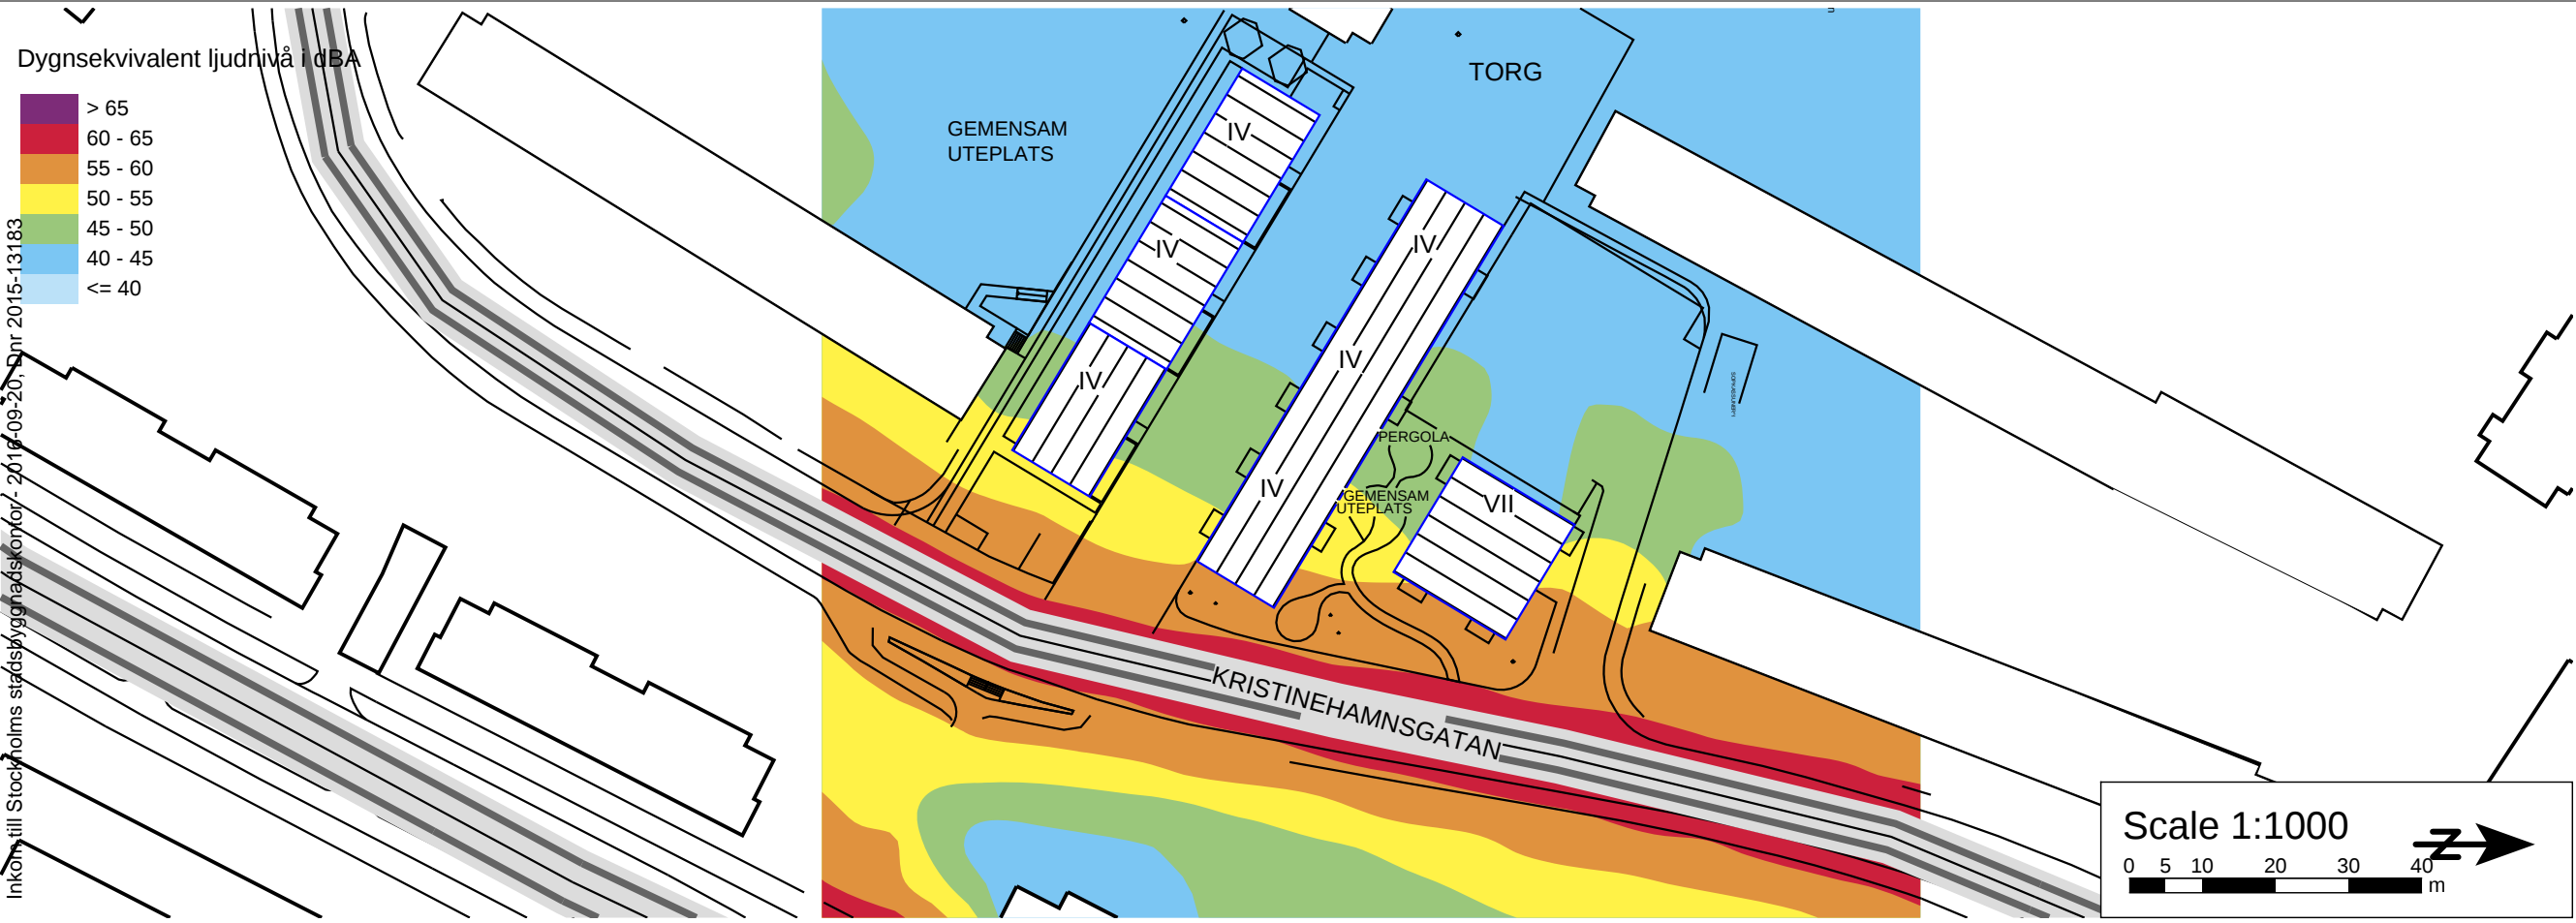 Dygnsekvivalent ljudnivå i dBA
> 65
60 - 65
55 - 60
50 - 55
45 - 50
40 - 45
<= 40
Inkom till Stockholms stadsbyggnadskontor - 2016-09-20, Dnr 2015-13183
GEMENSAM
UTEPLATS
TORG
IV
IV
IV
IV
IV
IV
PERGOLA
GEMENSAM
UTEPLATS
VII
KRISTINEHAMNSGATAN
Scale 1:1000
N
0 5 10 20 30 40
m